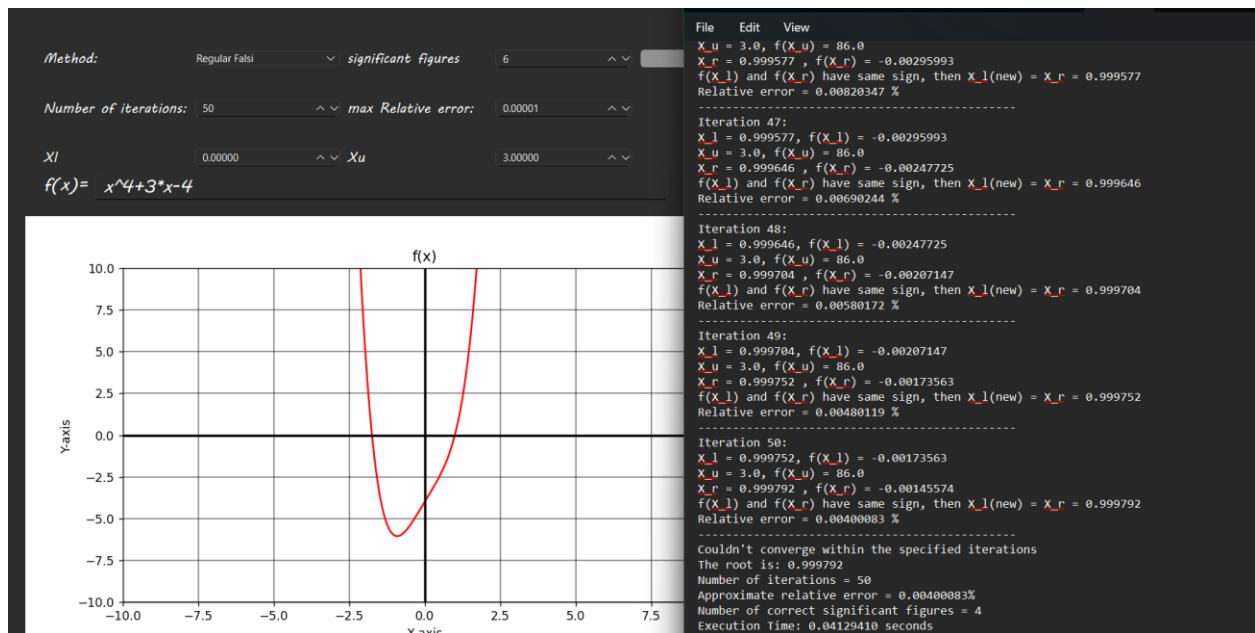 Method: Regular Falsi significant figures 6
Number of iterations: 50 max Relative error: 0.00001
Xl 0.00000 Xu 3.00000
f(x)= x^4+3*x-4
f(x)
10.0
7.5
5.0
2.5
0.0
−2.5
−5.0
−7.5
−10.0
Y-axis
−10.0 −7.5 −5.0 −2.5 0.0 2.5 5.0 7.5
File Edit View
X_u = 3.0, f(X_u) = 86.0
X_r = 0.999577 , f(X_r) = -0.00295993
f(X_l) and f(X_r) have same sign, then X_l(new) = X_r = 0.999577
Relative error = 0.00820347 %
----------------------------------------------
Iteration 47:
X_l = 0.999577, f(X_l) = -0.00295993
X_u = 3.0, f(X_u) = 86.0
X_r = 0.999646 , f(X_r) = -0.00247725
f(X_l) and f(X_r) have same sign, then X_l(new) = X_r = 0.999646
Relative error = 0.00690244 %
----------------------------------------------
Iteration 48:
X_l = 0.999646, f(X_l) = -0.00247725
X_u = 3.0, f(X_u) = 86.0
X_r = 0.999704 , f(X_r) = -0.00207147
f(X_l) and f(X_r) have same sign, then X_l(new) = X_r = 0.999704
Relative error = 0.00580172 %
----------------------------------------------
Iteration 49:
X_l = 0.999704, f(X_l) = -0.00207147
X_u = 3.0, f(X_u) = 86.0
X_r = 0.999752 , f(X_r) = -0.00173563
f(X_l) and f(X_r) have same sign, then X_l(new) = X_r = 0.999752
Relative error = 0.00480119 %
----------------------------------------------
Iteration 50:
X_l = 0.999752, f(X_l) = -0.00173563
X_u = 3.0, f(X_u) = 86.0
X_r = 0.999792 , f(X_r) = -0.00145574
f(X_l) and f(X_r) have same sign, then X_l(new) = X_r = 0.999792
Relative error = 0.00400083 %
----------------------------------------------
Couldn't converge within the specified iterations
The root is: 0.999792
Number of iterations = 50
Approximate relative error = 0.00400083%
Number of correct significant figures = 4
Execution Time: 0.04129410 seconds